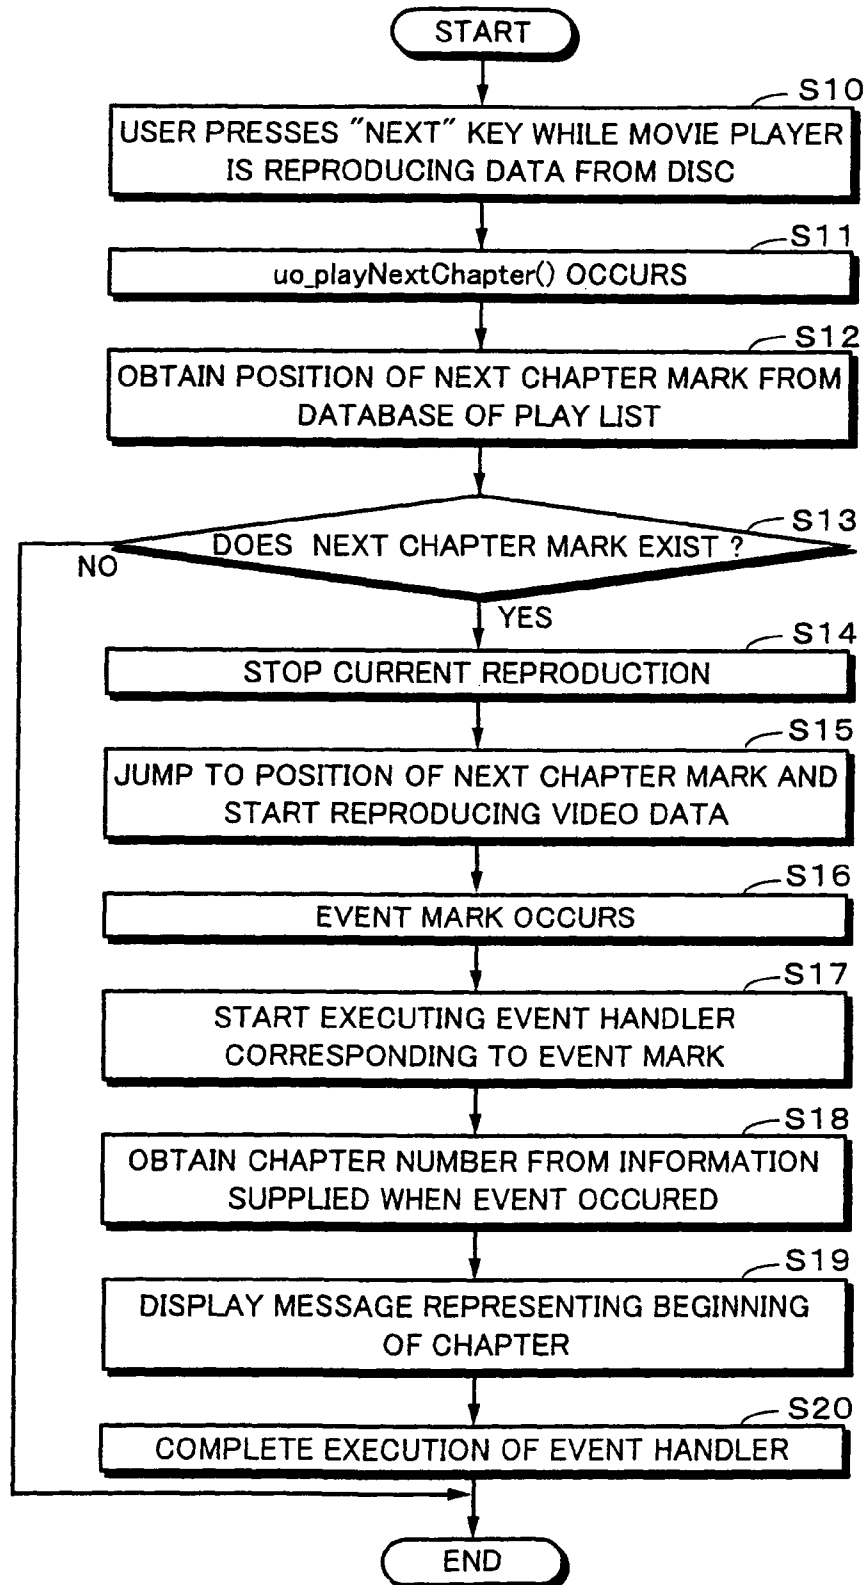 START
S10
USER PRESSES "NEXT" KEY WHILE MOVIE PLAYER
IS REPRODUCING DATA FROM DISC
S11
uo_playNextChapter() OCCURS
S12
OBTAIN POSITION OF NEXT CHAPTER MARK FROM
DATABASE OF PLAY LIST
S13
DOES NEXT CHAPTER MARK EXIST ?
NO
YES
S14
STOP CURRENT REPRODUCTION
S15
JUMP TO POSITION OF NEXT CHAPTER MARK AND
START REPRODUCING VIDEO DATA
S16
EVENT MARK OCCURS
S17
START EXECUTING EVENT HANDLER
CORRESPONDING TO EVENT MARK
S18
OBTAIN CHAPTER NUMBER FROM INFORMATION
SUPPLIED WHEN EVENT OCCURED
S19
DISPLAY MESSAGE REPRESENTING BEGINNING
OF CHAPTER
S20
COMPLETE EXECUTION OF EVENT HANDLER
END